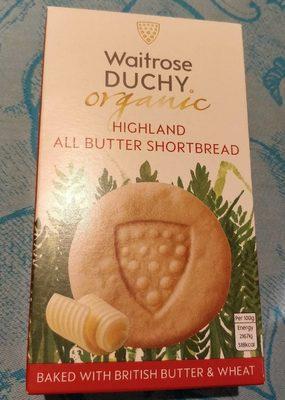 Waitrose
DUCHY
organic
HIGHLAND
ALL BUTTER SHORTBREAD
Per 100g
Energy
2167kJ
518kcal
BAKED WITH BRITISH BUTTER & WHEAT